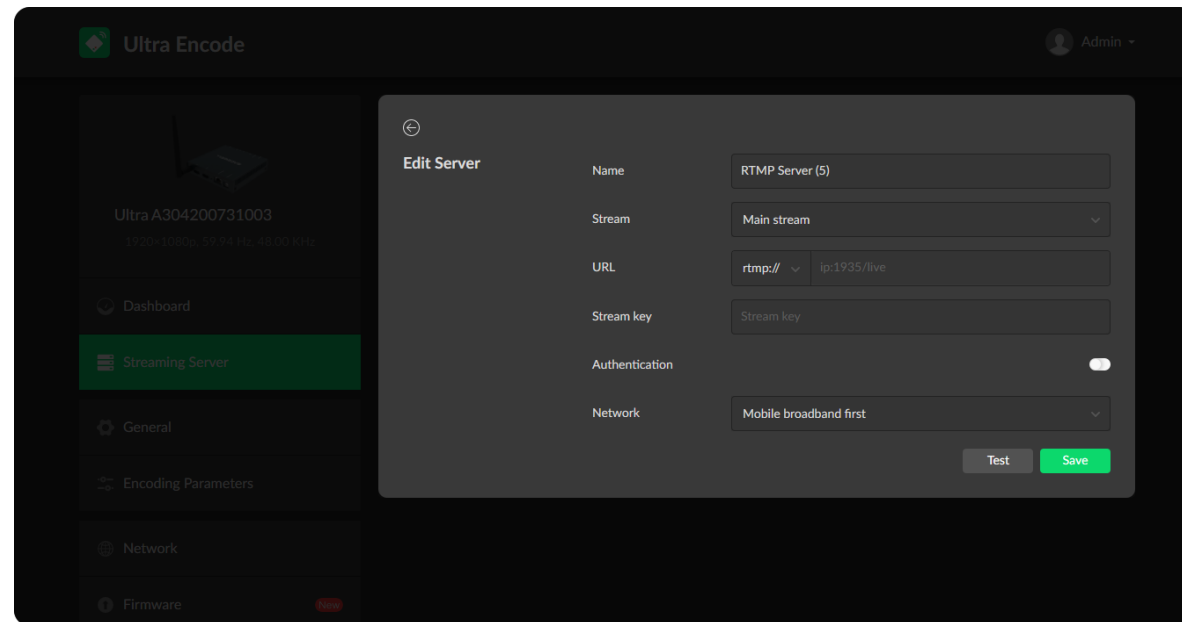 Ultra Encode
Admin
Ultra A304200731003
1920×1080p, 59.94 Hz, 48.00 KHz
Dashboard
Streaming Server
General
Encoding Parameters
Network
Firmware New
Edit Server
Name RTMP Server (5)
Stream Main stream
URL rtmp:// ip:1935/live
Stream key Stream key
Authentication
Network Mobile broadband first
Test Save